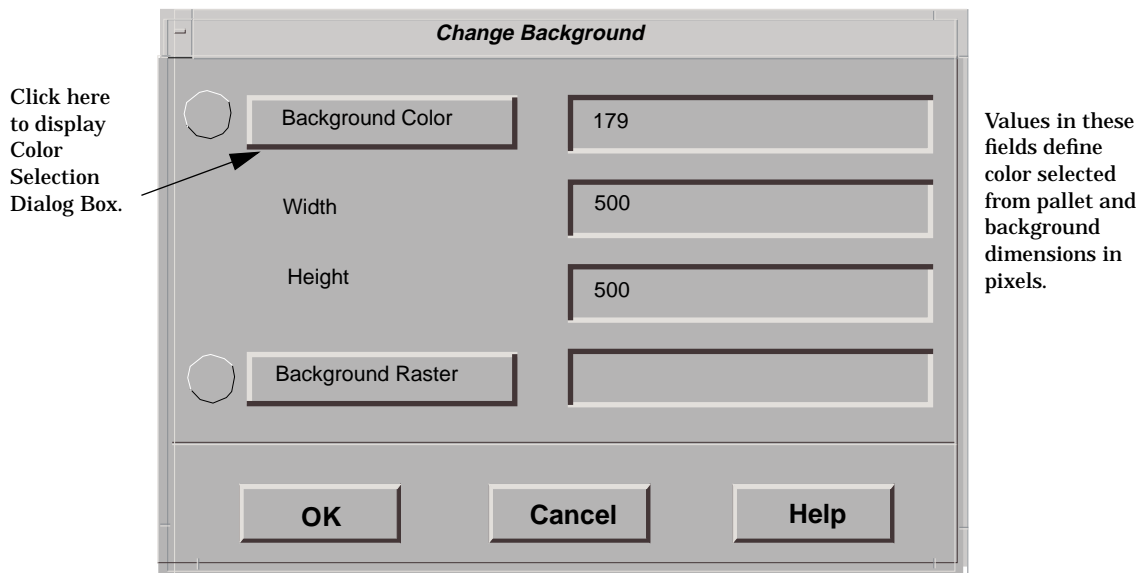 Change Background
Click here
to display
Color
Selection
Dialog Box.
Background Color
179
Width
500
Height
500
Background Raster
Values in these
fields define
color selected
from pallet and
background
dimensions in
pixels.
OK
Cancel
Help